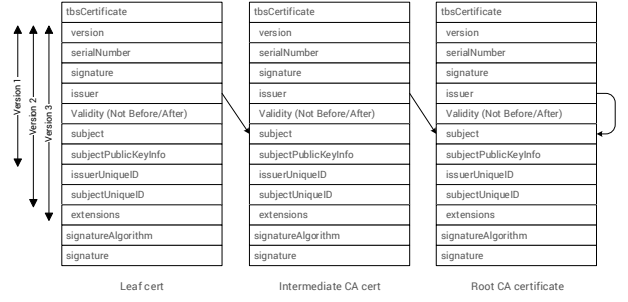 tbsCertificate
version
serialNumber
signature
issuer
Validity (Not Before/After)
subject
subjectPublicKeyInfo
issuerUniqueID
subjectUniqueID
extensions
signatureAlgorithm
signature
Leaf cert
tbsCertificate
version
serialNumber
signature
issuer
Validity (Not Before/After)
subject
subjectPublicKeyInfo
issuerUniqueID
subjectUniqueID
extensions
signatureAlgorithm
signature
Intermediate CA cert
tbsCertificate
version
serialNumber
signature
issuer
Validity (Not Before/After)
subject
subjectPublicKeyInfo
issuerUniqueID
subjectUniqueID
extensions
signatureAlgorithm
signature
Root CA certificate
Version 1
Version 2
Version 3